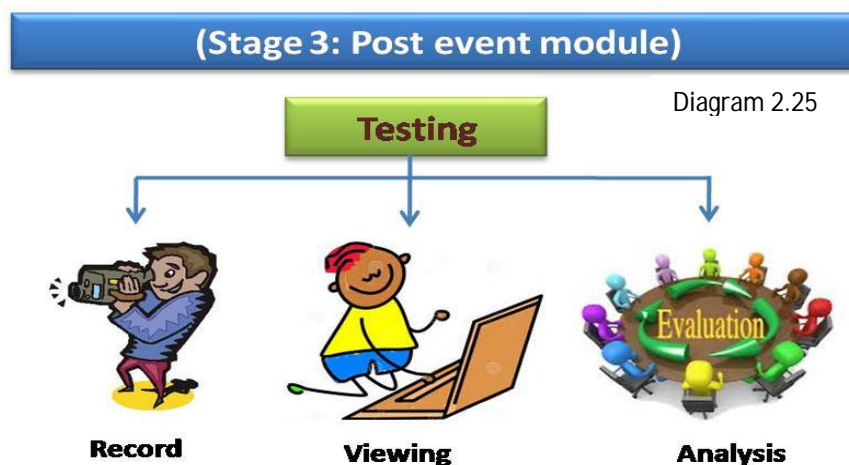 (Stage 3: Post event module)
Diagram 2.25
Testing
Evaluation
Record
Viewing
Analysis